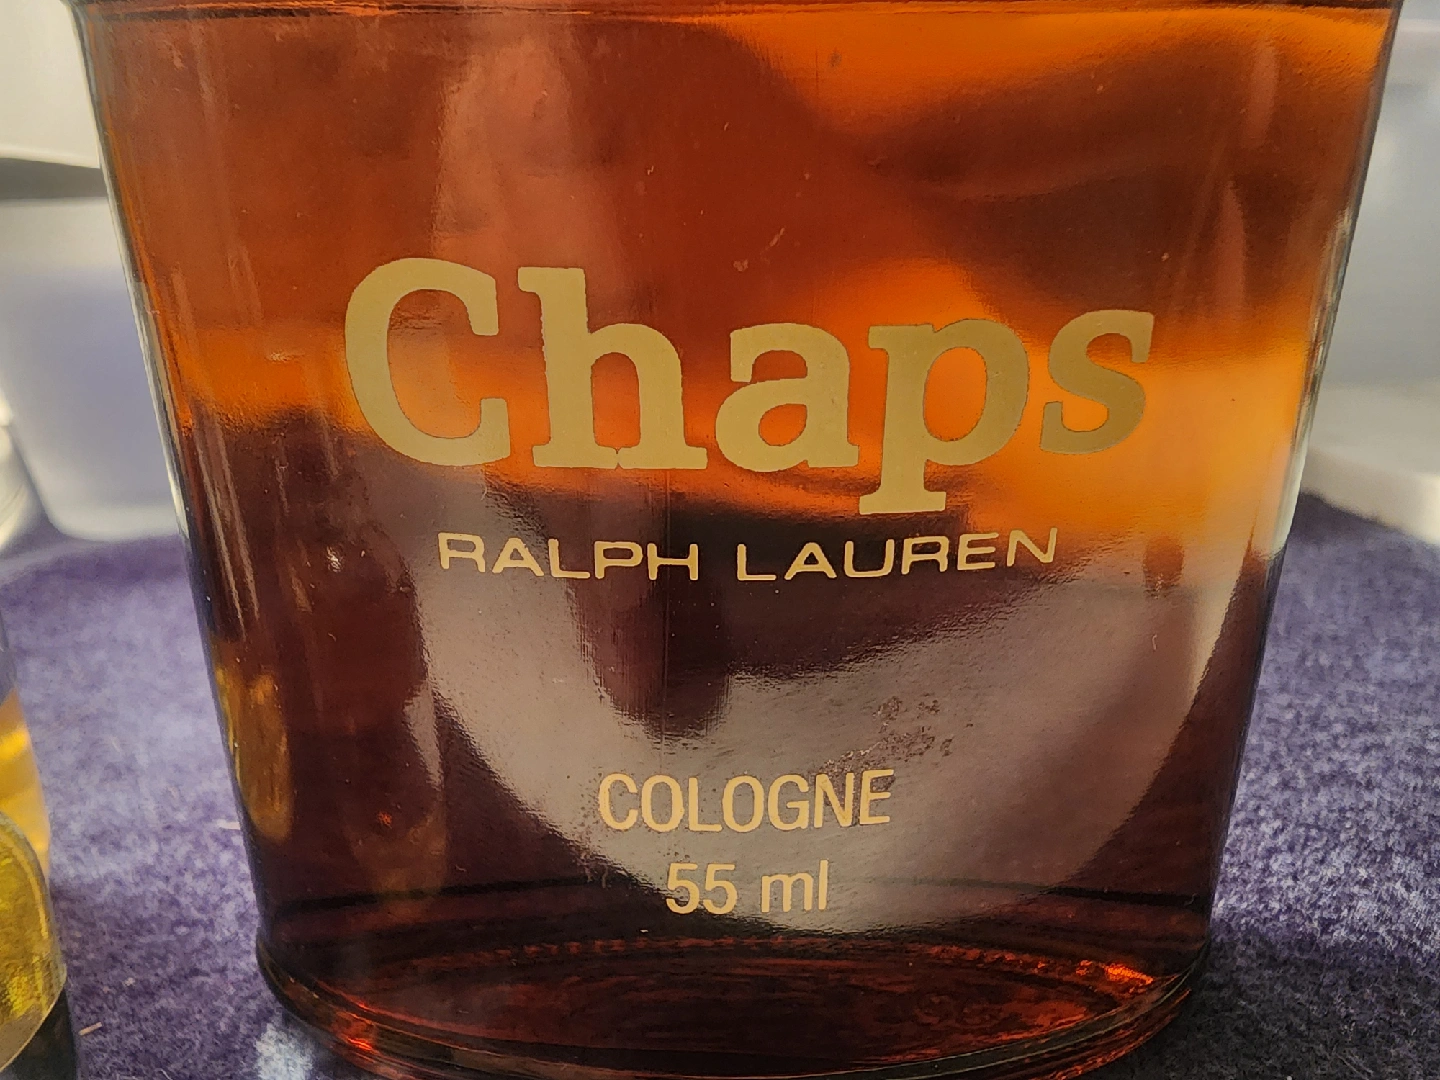 Chaps
RALPH LAUREN
COLOGNE
55 ml